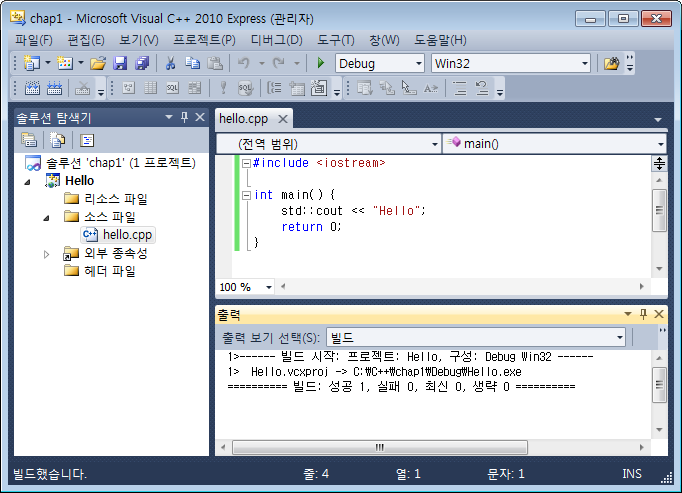 chap1 - Microsoft Visual C++ 2010 Express (관리자)
파일(F) 편집(E) 보기(V) 프로젝트(P) 디버그(D) 도구(T) 창(W) 도움말(H)
Debug Win32
솔루션 탐색기
솔루션 'chap1' (1 프로젝트)
Hello
리소스 파일
소스 파일
hello.cpp
외부 종속성
헤더 파일
hello.cpp
(전역 범위) main()
#include <iostream>
int main() {
std::cout << "Hello";
return 0;
}
100 %
출력
출력 보기 선택(S): 빌드
1>------ 빌드 시작: 프로젝트: Hello, 구성: Debug Win32 ------
1>  Hello.vcxproj -> C:₩C++₩chap1₩Debug₩Hello.exe
========== 빌드: 성공 1, 실패 0, 최신 0, 생략 0 ==========
빌드했습니다. 줄: 4 열: 1 문자: 1 INS